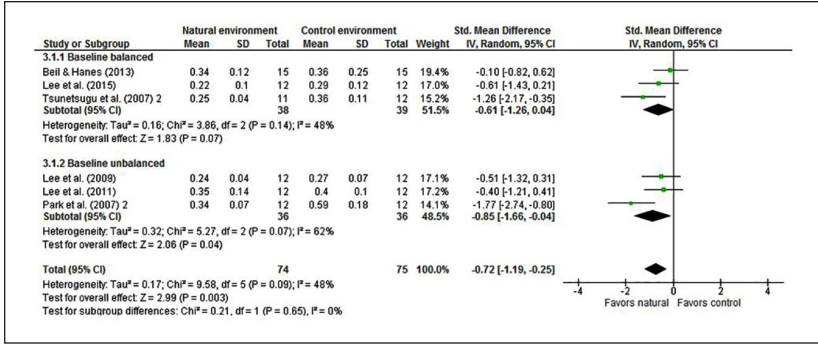 Natural environment Control environment Std. Mean Difference Std. Mean Difference
Study or Subgroup Mean SD Total Mean SD Total Weight IV, Random, 95% CI IV, Random, 95% CI
3.1.1 Baseline balanced
Beil & Hanes (2013) 0.34 0.12 15 0.36 0.25 15 19.4% -0.10 [-0.82, 0.62]
Lee et al. (2015) 0.22 0.1 12 0.29 0.12 12 17.0% -0.61 [-1.43, 0.21]
Tsunetsugu et al. (2007) 2 0.25 0.04 11 0.36 0.11 12 15.2% -1.26 [-2.17, -0.35]
Subtotal (95% CI) 38 39 51.5% -0.61 [-1.26, 0.04]
Heterogeneity: Tau² = 0.16; Chi² = 3.86, df = 2 (P = 0.14); I² = 48%
Test for overall effect: Z = 1.83 (P = 0.07)
3.1.2 Baseline unbalanced
Lee et al. (2009) 0.24 0.04 12 0.27 0.07 12 17.1% -0.51 [-1.32, 0.31]
Lee et al. (2011) 0.35 0.14 12 0.4 0.1 12 17.2% -0.40 [-1.21, 0.41]
Park et al. (2007) 2 0.34 0.07 12 0.59 0.18 12 14.1% -1.77 [-2.74, -0.80]
Subtotal (95% CI) 36 36 48.5% -0.85 [-1.66, -0.04]
Heterogeneity: Tau² = 0.32; Chi² = 5.27, df = 2 (P = 0.07); I² = 62%
Test for overall effect: Z = 2.06 (P = 0.04)
Total (95% CI) 74 75 100.0% -0.72 [-1.19, -0.25]
Heterogeneity: Tau² = 0.17; Chi² = 9.58, df = 5 (P = 0.09); I² = 48%
Test for overall effect: Z = 2.99 (P = 0.003)
Test for subgroup differences: Chi² = 0.21, df = 1 (P = 0.65), I² = 0%
-4 -2 0 2 4
Favors natural Favors control